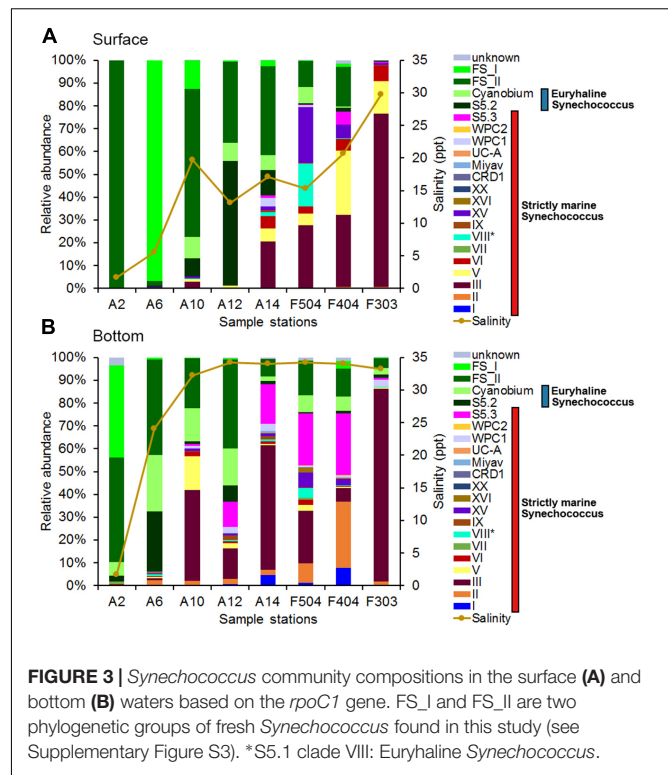 A
Surface
100%
90%
80%
70%
60%
50%
40%
30%
20%
10%
0%
Relative abundance
35
30
25
20
15
10
5
0
Salinity (ppt)
A2 A6 A10 A12 A14 F504 F404 F303
Sample stations
unknown
FS_I
FS_II
Cyanobium
S5.2
S5.3
WPC2
WPC1
UC-A
Miyav
CRD1
XX
XVI
XV
IX
VIII*
VII
VI
V
III
II
I
Salinity
Euryhaline
Synechococcus
Strictly marine
Synechococcus
B
Bottom
100%
90%
80%
70%
60%
50%
40%
30%
20%
10%
0%
Relative abundance
35
30
25
20
15
10
5
0
Salinity (ppt)
A2 A6 A10 A12 A14 F504 F404 F303
Sample stations
unknown
FS_I
FS_II
Cyanobium
S5.2
S5.3
WPC2
WPC1
UC-A
Miyav
CRD1
XX
XVI
XV
IX
VIII*
VII
VI
V
III
II
I
Salinity
Euryhaline
Synechococcus
Strictly marine
Synechococcus
FIGURE 3 | Synechococcus community compositions in the surface (A) and
bottom (B) waters based on the rpoC1 gene. FS_I and FS_II are two
phylogenetic groups of fresh Synechococcus found in this study (see
Supplementary Figure S3). *S5.1 clade VIII: Euryhaline Synechococcus.